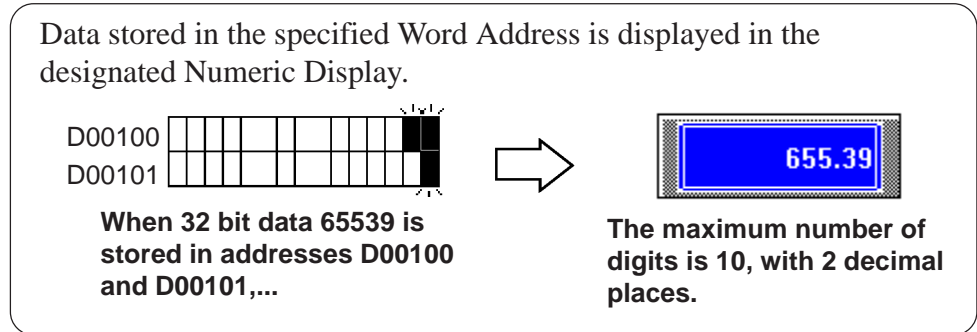 Data stored in the specified Word Address is displayed in the
designated Numeric Display.
D00100
D00101
When 32 bit data 65539 is
stored in addresses D00100
and D00101,...
655.39
The maximum number of
digits is 10, with 2 decimal
places.